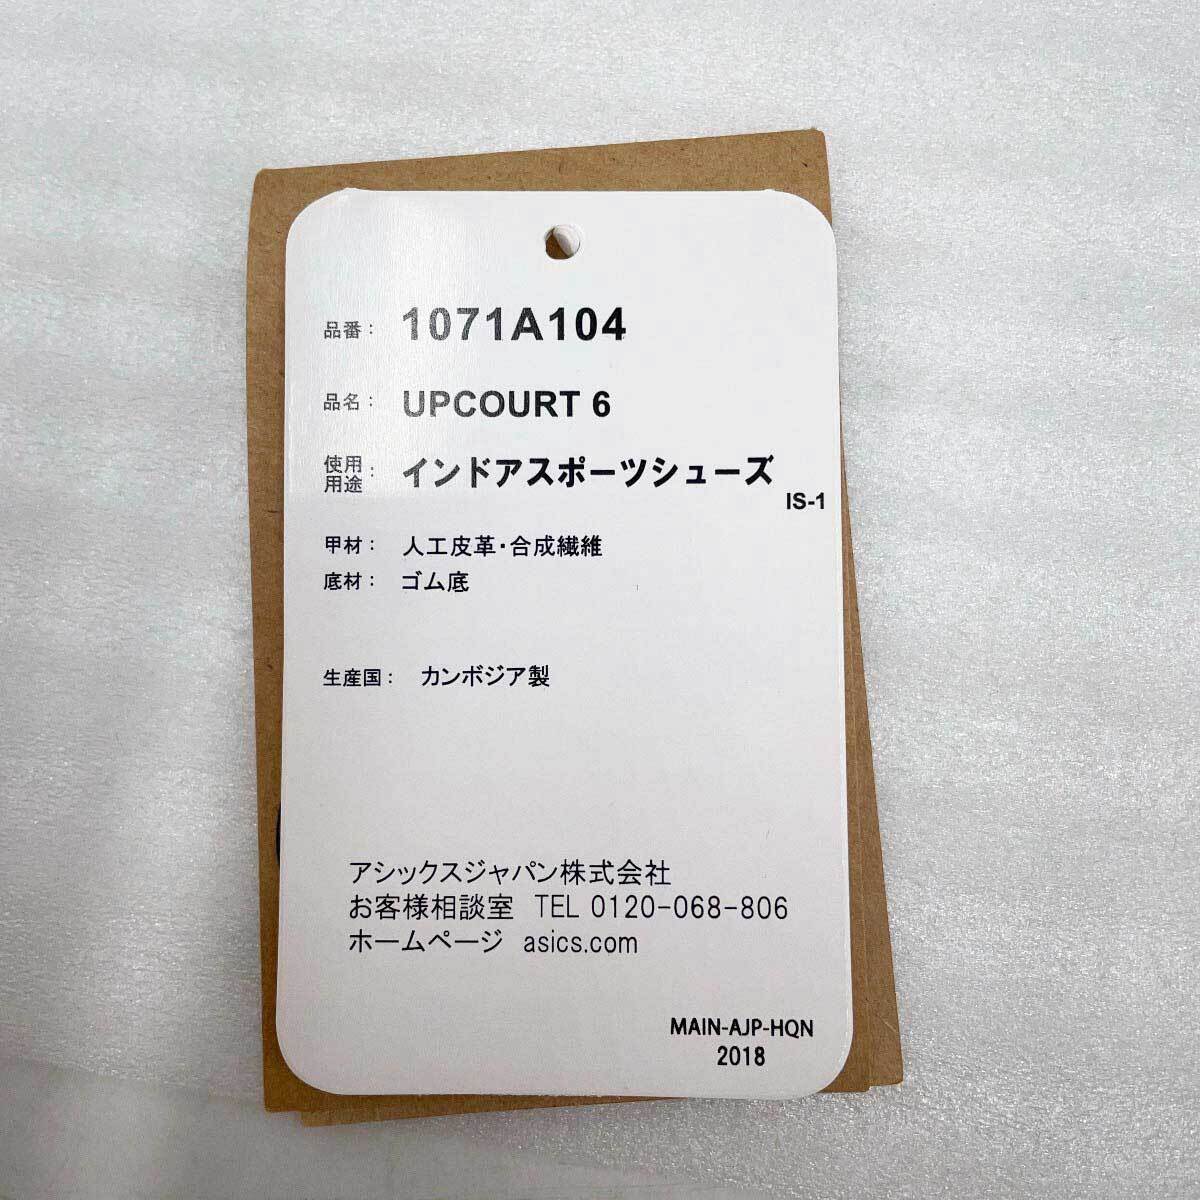 品番： 1071A104
品名： UPCOURT 6
使用用途： インドアスポーツシューズ
IS-1
甲材： 人工皮革・合成繊維
底材： ゴム底
生産国： カンボジア製
アシックスジャパン株式会社
お客様相談室 TEL 0120-068-806
ホームページ asics.com
MAIN-AJP-HQN
2018